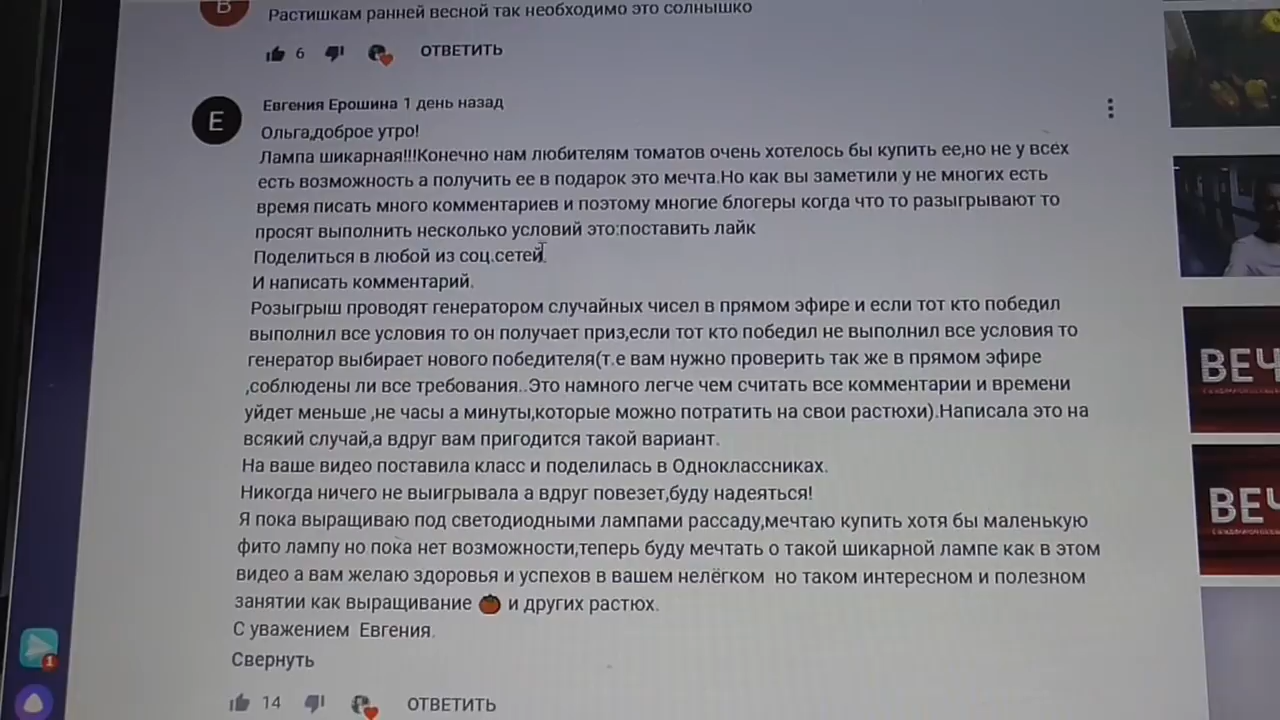 В
Растишкам ранней весной так необходимо это солнышко
6 ОТВЕТИТЬ
Е
Евгения Ерошина 1 день назад
Ольга,доброе утро!
Лампа шикарная!!!Конечно нам любителям томатов очень хотелось бы купить ее,но не у всех
есть возможность а получить ее в подарок это мечта.Но как вы заметили у не многих есть
время писать много комментариев и поэтому многие блогеры когда что то разыгрывают то
просят выполнить несколько условий это:поставить лайк
Поделиться в любой из соц.сетей.
И написать комментарий.
Розыгрыш проводят генератором случайных чисел в прямом эфире и если тот кто победил
выполнил все условия то он получает приз,если тот кто победил не выполнил все условия то
генератор выбирает нового победителя(т.е вам нужно проверить так же в прямом эфире
,соблюдены ли все требования..Это намного легче чем считать все комментарии и времени
уйдет меньше ,не часы а минуты,которые можно потратить на свои растюхи).Написала это на
всякий случай,а вдруг вам пригодится такой вариант.
На ваше видео поставила класс и поделилась в Одноклассниках.
Никогда ничего не выигрывала а вдруг повезет,буду надеяться!
Я пока выращиваю под светодиодными лампами рассаду,мечтаю купить хотя бы маленькую
фито лампу но пока нет возможности,теперь буду мечтать о такой шикарной лампе как в этом
видео а вам желаю здоровья и успехов в вашем нелёгком но таком интересном и полезном
занятии как выращивание 🍅 и других растюх.
С уважением Евгения.
Свернуть
14 ОТВЕТИТЬ
ВЕЧ
ВЕЧ
1